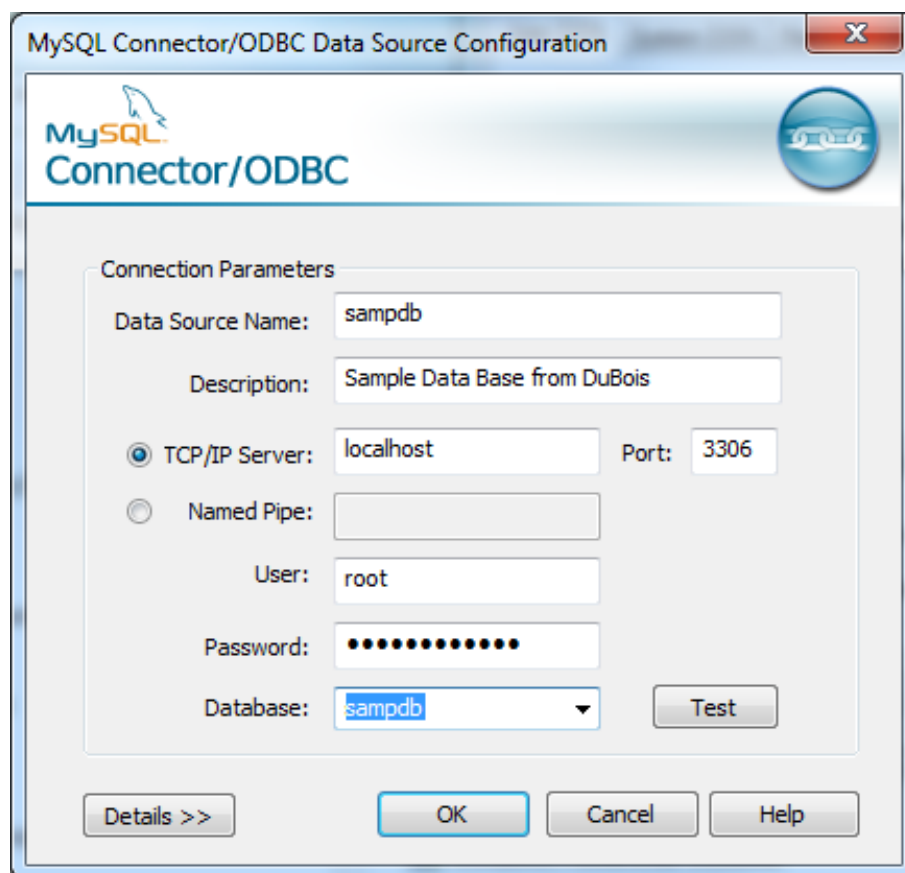 MySQL Connector/ODBC Data Source Configuration
MySQL
Connector/ODBC
Connection Parameters
Data Source Name: sampdb
Description: Sample Data Base from DuBois
TCP/IP Server: localhost Port: 3306
Named Pipe:
User: root
Password: ••••••••••••
Database: sampdb Test
Details >> OK Cancel Help